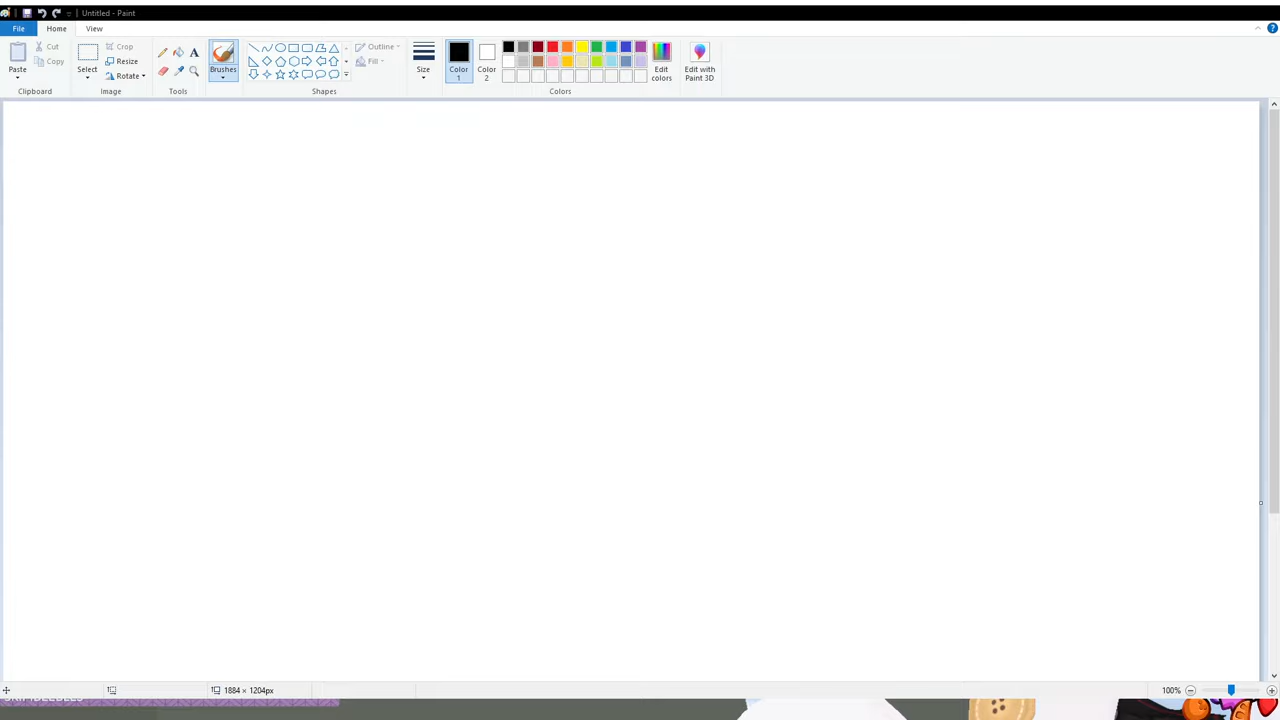 Untitled - Paint
File Home View
Paste
Cut
Copy
Clipboard
Select
Crop
Resize
Rotate
Image
A
Tools
Brushes
Outline
Fill
Shapes
Size
Color 1
Color 2
Edit colors
Colors
Edit with Paint 3D
1884 × 1204px
100%